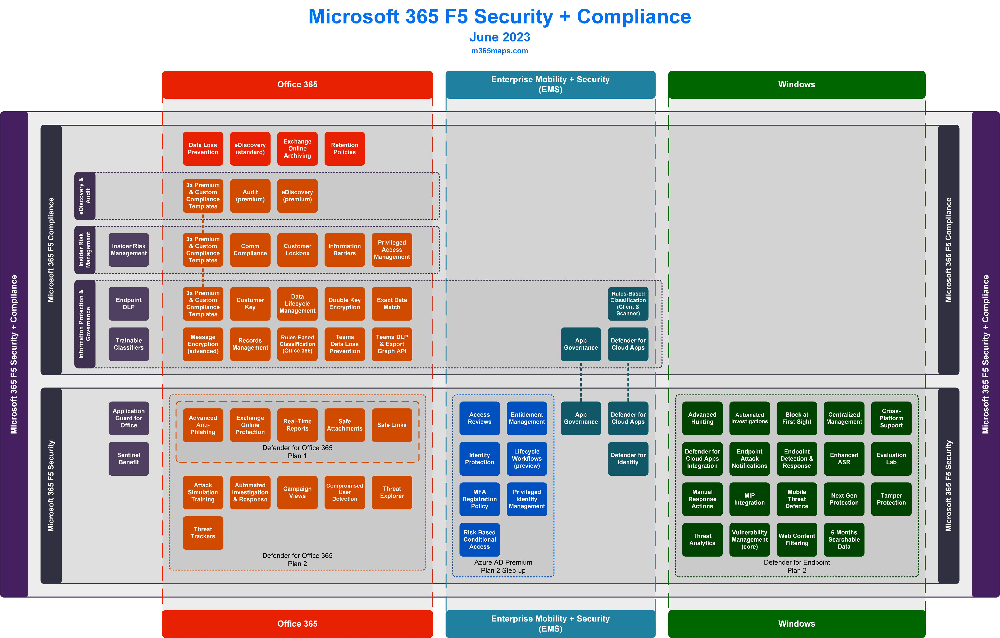 Microsoft 365 F5 Security + Compliance
June 2023
m365maps.com
Office 365
Enterprise Mobility + Security
(EMS)
Windows
Microsoft 365 F5 Security + Compliance
Microsoft 365 F5 Compliance
Data Loss
Prevention
eDiscovery
(standard)
Exchange
Online
Archiving
Retention
Policies
eDiscovery &
Audit
3x Premium
& Custom
Compliance
Templates
Audit
(premium)
eDiscovery
(premium)
Insider Risk
Management
Insider Risk
Management
3x Premium
& Custom
Compliance
Templates
Comm
Compliance
Customer
Lockbox
Information
Barriers
Privileged
Access
Management
Information Protection &
Governance
Endpoint
DLP
3x Premium
& Custom
Compliance
Templates
Customer
Key
Data
Lifecycle
Management
Double Key
Encryption
Exact Data
Match
Rules-Based
Classification
(Client &
Scanner)
Trainable
Classifiers
Message
Encryption
(advanced)
Records
Management
Rules-Based
Classification
(Office 365)
Teams
Data Loss
Prevention
Teams DLP
& Export
Graph API
App
Governance
Defender for
Cloud Apps
Microsoft 365 F5 Compliance
Microsoft 365 F5 Security + Compliance
Microsoft 365 F5 Security
Application
Guard for
Office
Sentinel
Benefit
Advanced
Anti-
Phishing
Exchange
Online
Protection
Real-Time
Reports
Safe
Attachments
Safe Links
Defender for Office 365
Plan 1
Attack
Simulation
Training
Automated
Investigation
& Response
Campaign
Views
Compromised
User
Detection
Threat
Explorer
Threat
Trackers
Defender for Office 365
Plan 2
Access
Reviews
Entitlement
Management
Identity
Protection
Lifecycle
Workflows
(preview)
MFA
Registration
Policy
Privileged
Identity
Management
Risk-Based
Conditional
Access
Azure AD Premium
Plan 2 Step-up
App
Governance
Defender for
Cloud Apps
Defender for
Identity
Advanced
Hunting
Automated
Investigations
Block at
First Sight
Centralized
Management
Cross-
Platform
Support
Defender for
Cloud Apps
Integration
Endpoint
Attack
Notifications
Endpoint
Detection &
Response
Enhanced
ASR
Evaluation
Lab
Manual
Response
Actions
MIP
Integration
Mobile
Threat
Defence
Next Gen
Protection
Tamper
Protection
Threat
Analytics
Vulnerability
Management
(core)
Web Content
Filtering
6-Months
Searchable
Data
Defender for Endpoint
Plan 2
Microsoft 365 F5 Security
Office 365
Enterprise Mobility + Security
(EMS)
Windows